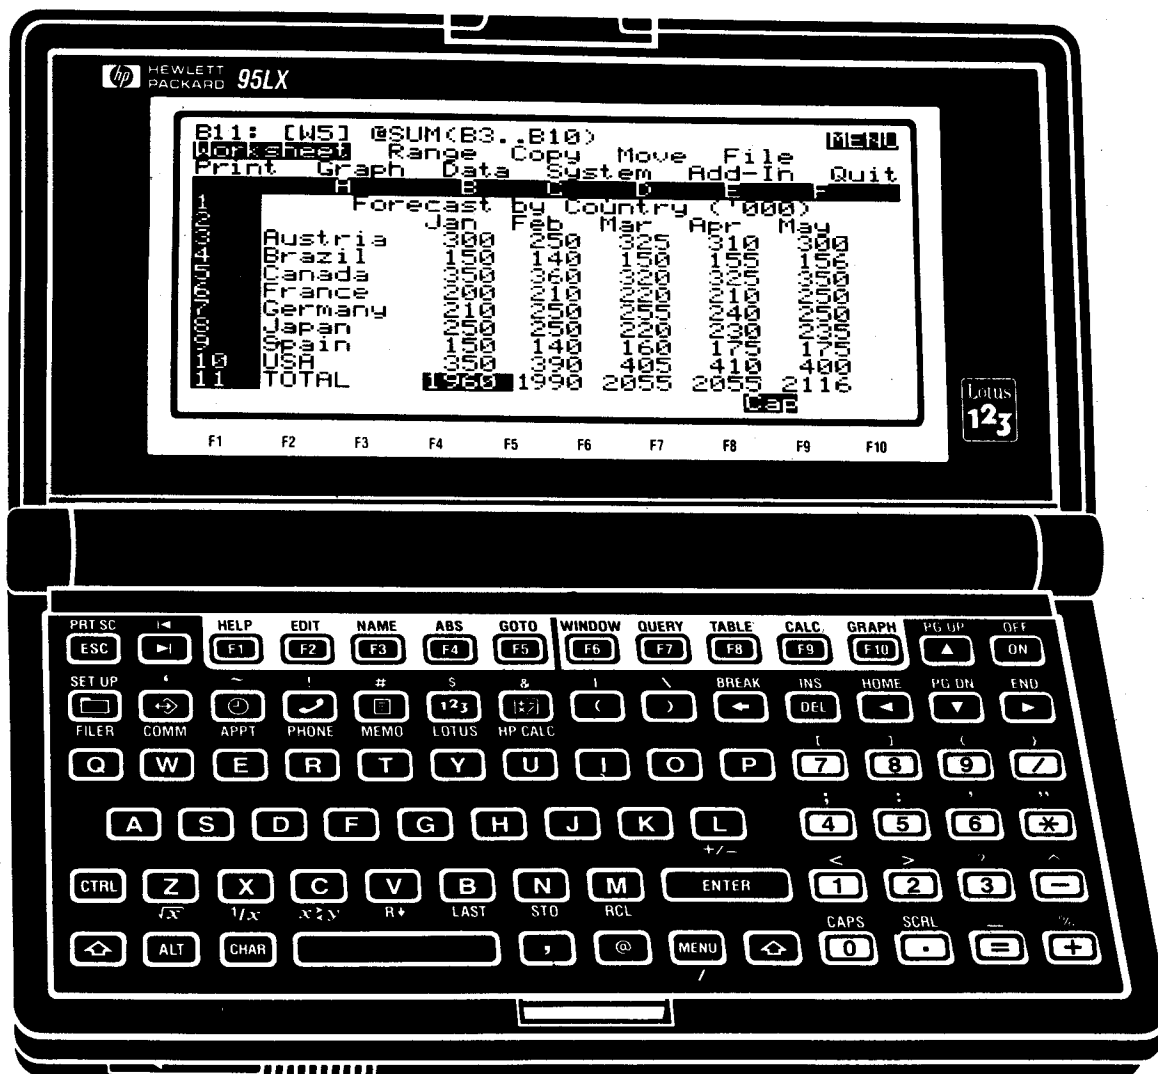 hp HEWLETT PACKARD 95LX
B11: [W5] @SUM(B3..B10) MENU
Worksheet Range Copy Move File
Print Graph Data System Add-In Quit
A B C D E F
1 Forecast by Country ('000)
2 Jan Feb Mar Apr May
3 Austria 300 250 325 310 300
4 Brazil 150 140 150 155 156
5 Canada 350 360 320 325 350
6 France 200 210 220 210 250
7 Germany 210 250 255 240 250
8 Japan 250 250 220 230 235
9 Spain 150 140 160 175 175
10 USA 350 390 405 410 400
11 TOTAL 1960 1990 2055 2055 2116
Cap
Lotus
123
F1 F2 F3 F4 F5 F6 F7 F8 F9 F10
PRT SC HELP EDIT NAME ABS GOTO WINDOW QUERY TABLE CALC GRAPH PG UP OFF
ESC F1 F2 F3 F4 F5 F6 F7 F8 F9 F10 ON
SET UP ‘ ~ ! # $ & | \ BREAK INS HOME PG DN END
123 ( ) DEL
FILER COMM APPT PHONE MEMO LOTUS HP CALC
[ ] ( )
Q W E R T Y U I O P 7 8 9 /
; : ' "
A S D F G H J K L 4 5 6 *
+/− < > ? ^
CTRL Z X C V B N M ENTER 1 2 3 −
√x 1/x x≷y R↓ LAST STO RCL CAPS SCRL _ %
ALT CHAR , @ MENU 0 . = +
/